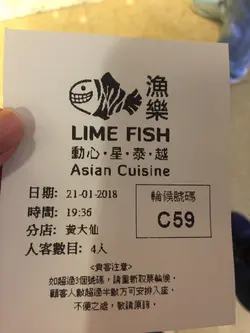 漁樂
LIME FISH
動心·星·泰·越
Asian Cuisine
日期: 21-01-2018
時間: 19:36
分店: 黃大仙
人客數目: 4人
輪候號碼
C59
<貴客注意>
如超過3個號碼，請重新取票輪候。
顧客人數超過半數方可安排入座。
不便之處，敬請原諒。